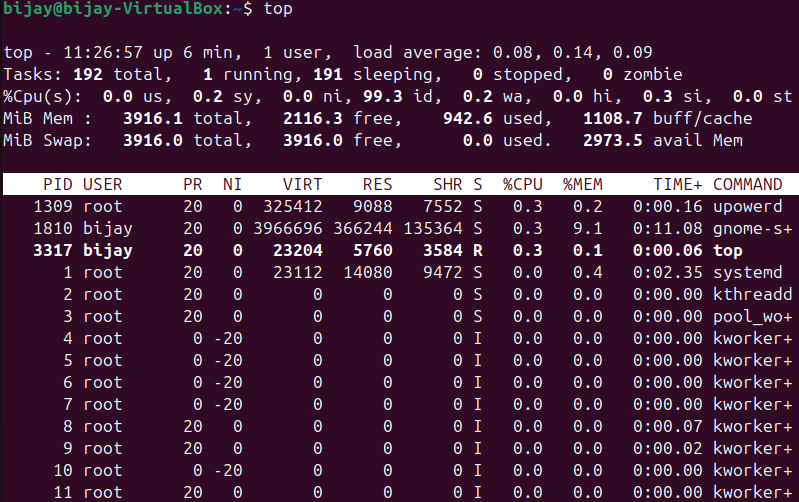 bijay@bijay-VirtualBox:~$ top
top - 11:26:57 up 6 min,  1 user,  load average: 0.08, 0.14, 0.09
Tasks: 192 total,   1 running, 191 sleeping,   0 stopped,   0 zombie
%Cpu(s):  0.0 us,  0.2 sy,  0.0 ni, 99.3 id,  0.2 wa,  0.0 hi,  0.3 si,  0.0 st
MiB Mem :   3916.1 total,   2116.3 free,    942.6 used,   1108.7 buff/cache
MiB Swap:   3916.0 total,   3916.0 free,      0.0 used.   2973.5 avail Mem
PID USER      PR  NI    VIRT    RES    SHR S  %CPU  %MEM     TIME+ COMMAND
1309 root      20   0  325412   9088   7552 S   0.3   0.2   0:00.16 upowerd
1810 bijay     20   0 3966696 366244 135364 S   0.3   9.1   0:11.08 gnome-s+
3317 bijay     20   0   23204   5760   3584 R   0.3   0.1   0:00.06 top
1 root      20   0   23112  14080   9472 S   0.0   0.4   0:02.35 systemd
2 root      20   0       0      0      0 S   0.0   0.0   0:00.00 kthreadd
3 root      20   0       0      0      0 S   0.0   0.0   0:00.00 pool_wo+
4 root       0 -20       0      0      0 I   0.0   0.0   0:00.00 kworker+
5 root       0 -20       0      0      0 I   0.0   0.0   0:00.00 kworker+
6 root       0 -20       0      0      0 I   0.0   0.0   0:00.00 kworker+
7 root       0 -20       0      0      0 I   0.0   0.0   0:00.00 kworker+
8 root      20   0       0      0      0 I   0.0   0.0   0:00.07 kworker+
9 root      20   0       0      0      0 I   0.0   0.0   0:00.02 kworker+
10 root       0 -20       0      0      0 I   0.0   0.0   0:00.00 kworker+
11 root      20   0       0      0      0 I   0.0   0.0   0:00.00 kworker+